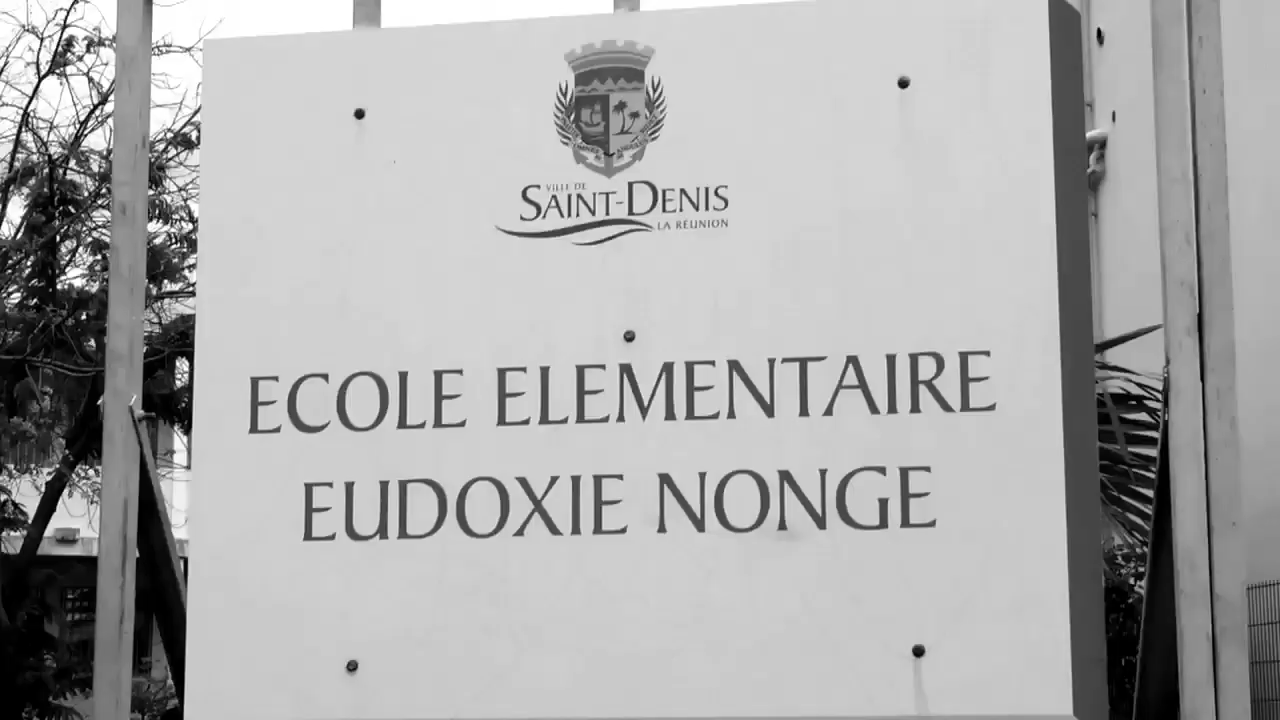 VILLE DE
SAINT-DENIS
LA RÉUNION
ECOLE ELEMENTAIRE
EUDOXIE NONGE